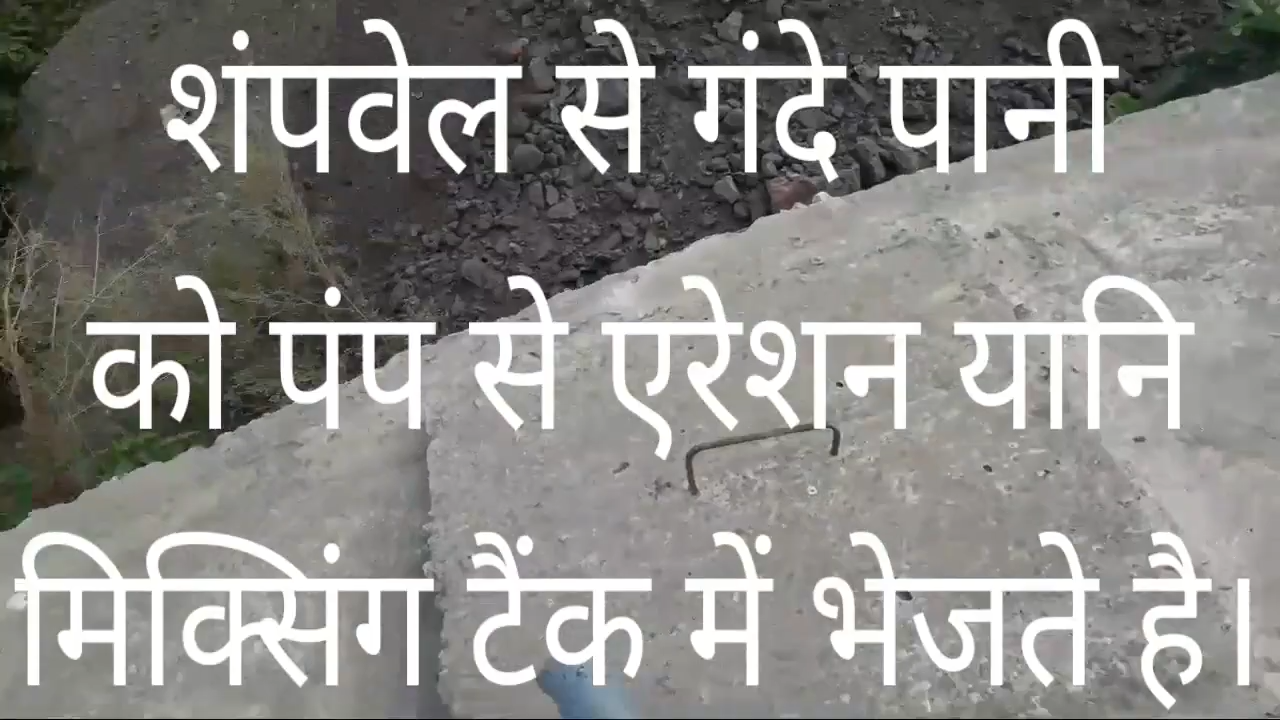 शंपवेल से गंदे पानी
को पंप से एरेशन यानि
मिक्सिंग टैंक में भेजते है।